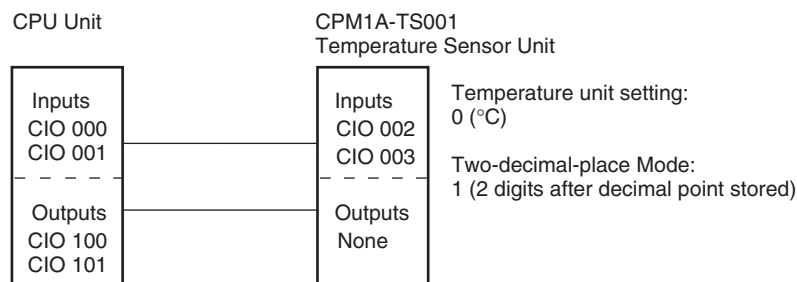 CPU Unit
CPM1A-TS001
Temperature Sensor Unit
Inputs
CIO 000
CIO 001
Outputs
CIO 100
CIO 101
Inputs
CIO 002
CIO 003
Outputs
None
Temperature unit setting:
0 (°C)
Two-decimal-place Mode:
1 (2 digits after decimal point stored)